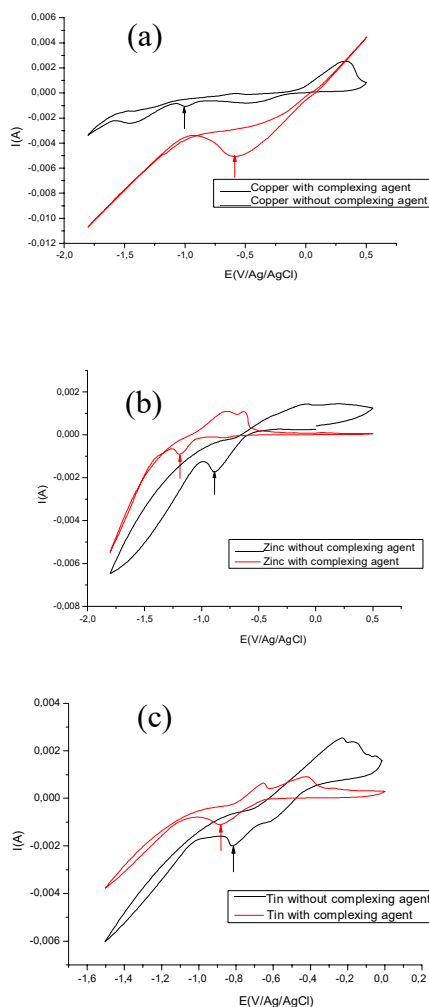 (a)
0,006
0,004
0,002
0,000
-0,002
-0,004
-0,006
-0,008
-0,010
-0,012
I(A)
Copper with complexing agent
Copper without complexing agent
-2,0 -1,5 -1,0 -0,5 0,0 0,5
E(V/Ag/AgCl)
(b)
0,002
0,000
-0,002
-0,004
-0,006
-0,008
I(A)
Zinc without complexing agent
Zinc with complexing agent
-2,0 -1,5 -1,0 -0,5 0,0 0,5
E(V/Ag/AgCl)
(c)
0,004
0,002
0,000
-0,002
-0,004
-0,006
I(A)
Tin without complexing agent
Tin with complexing agent
-1,6 -1,4 -1,2 -1,0 -0,8 -0,6 -0,4 -0,2 0,0 0,2
E(V/Ag/AgCl)